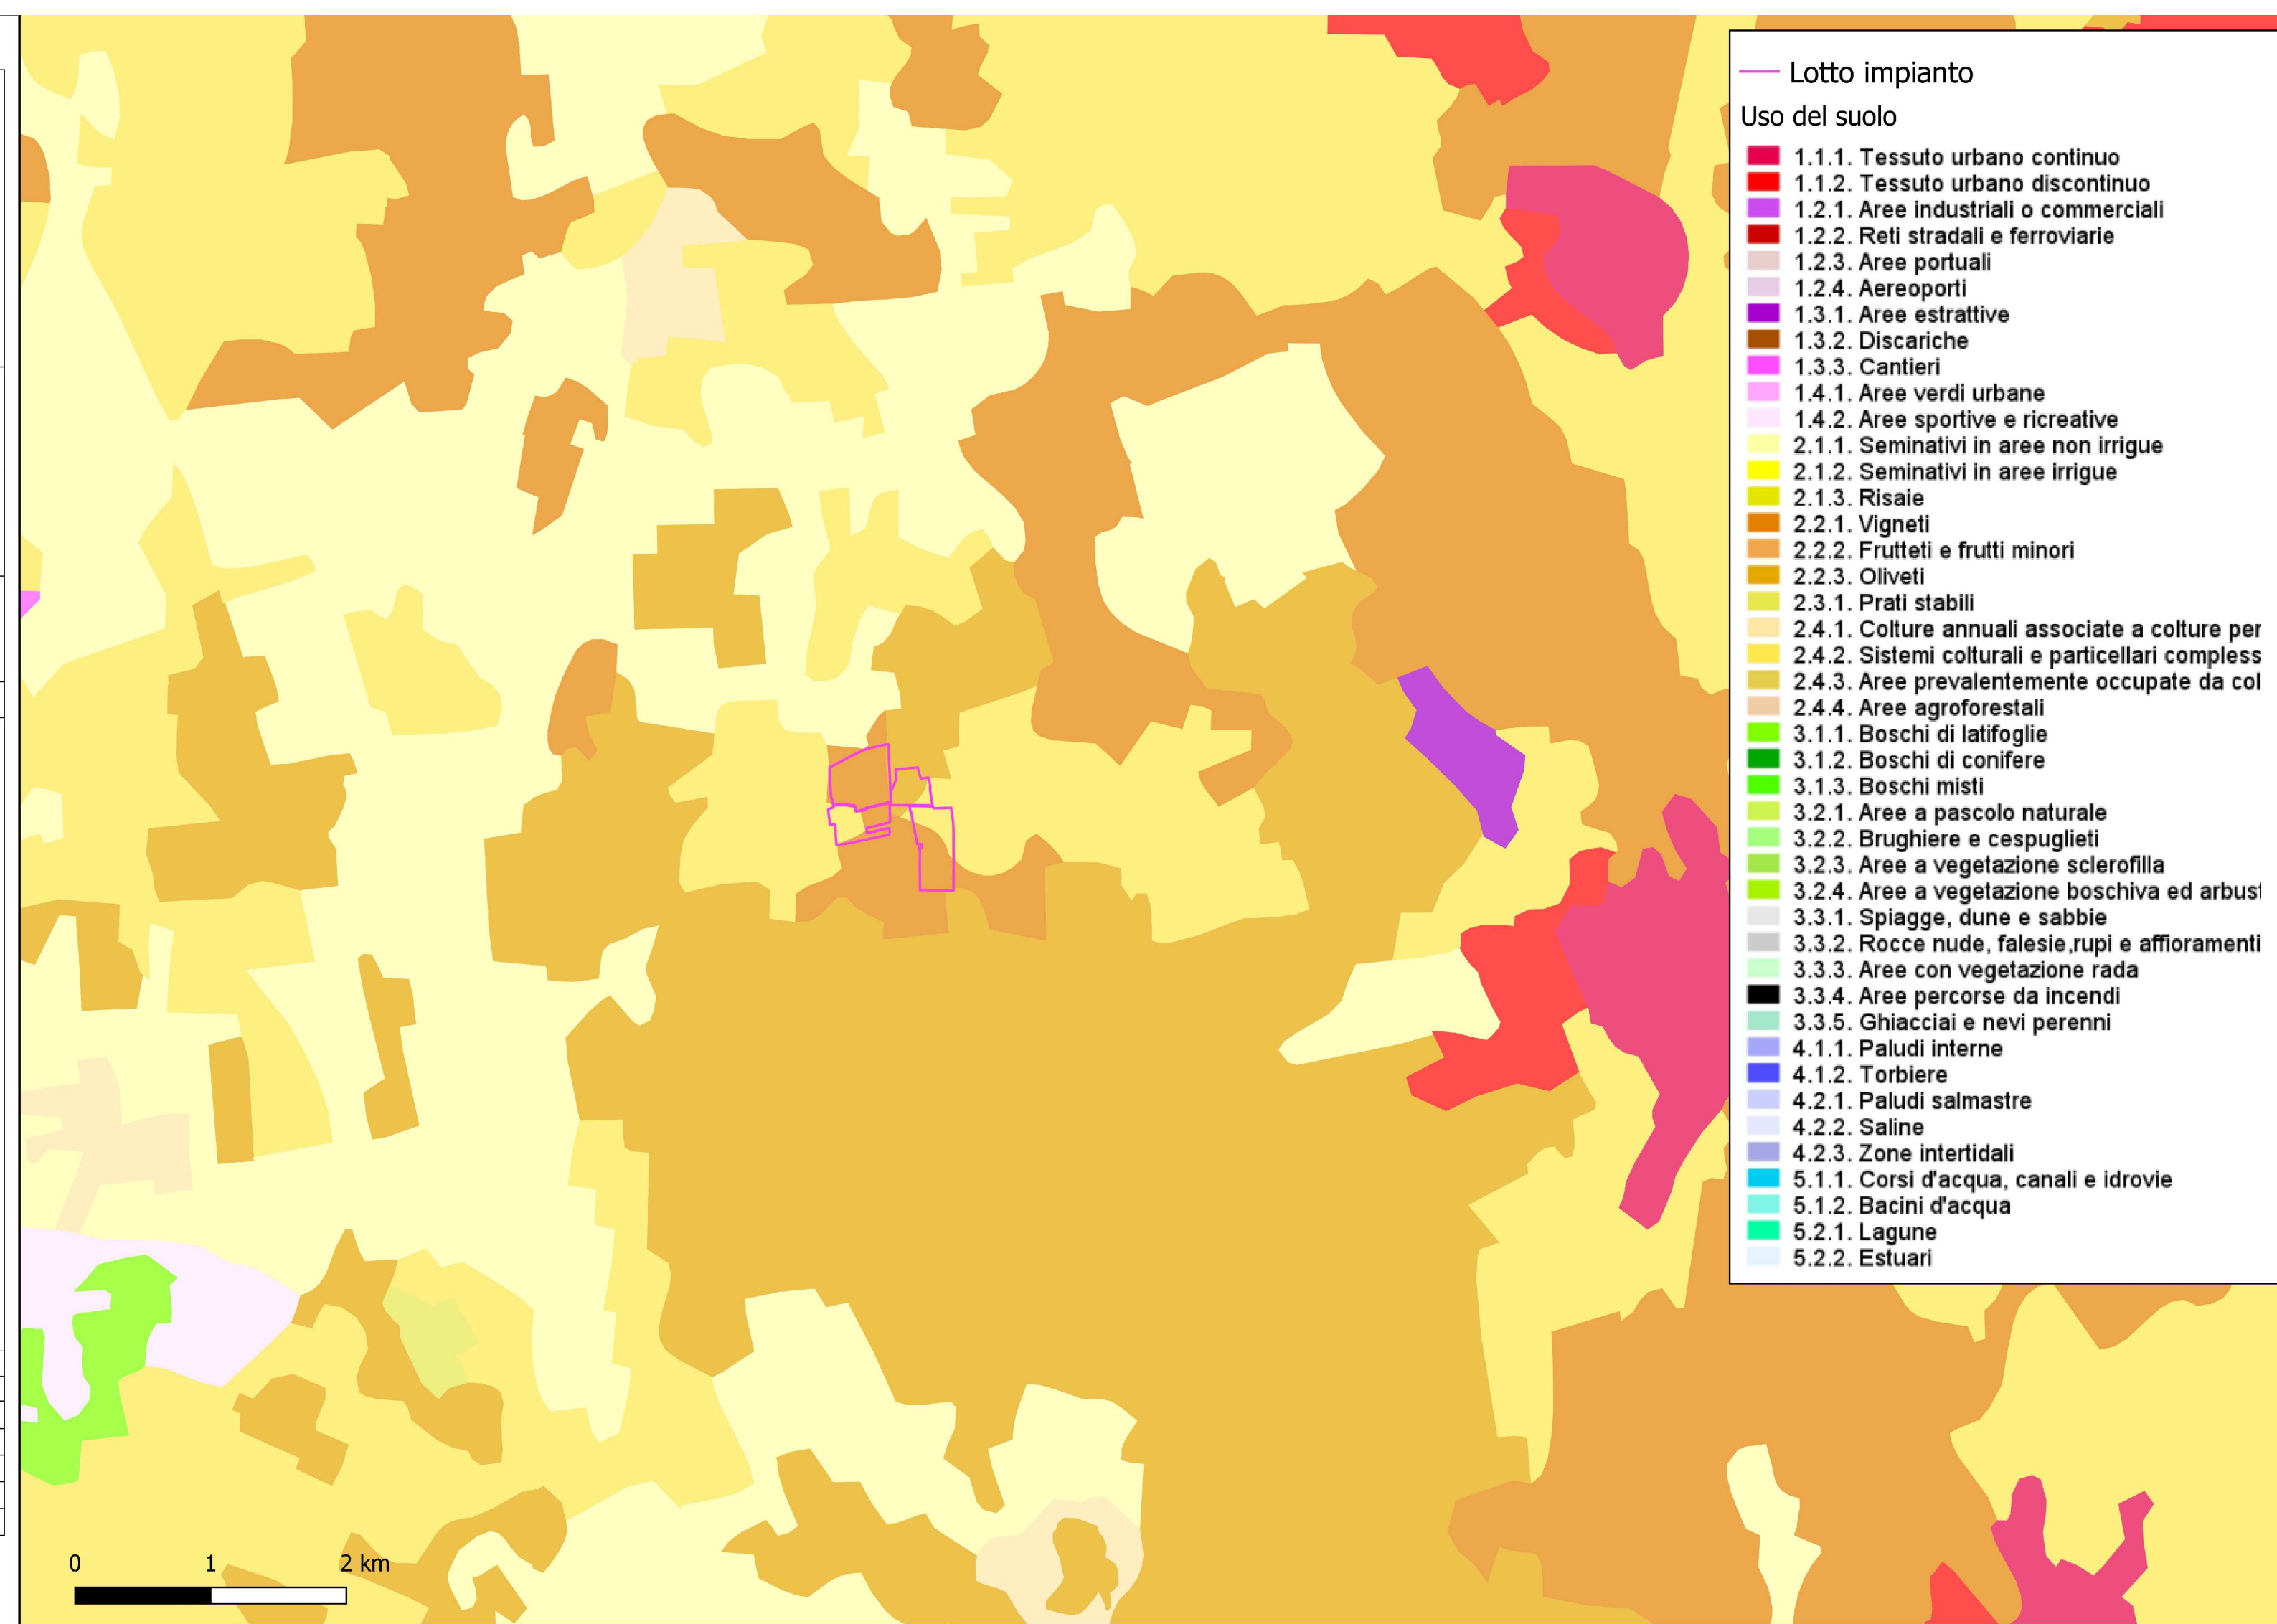 Lotto impianto
Uso del suolo
1.1.1. Tessuto urbano continuo
1.1.2. Tessuto urbano discontinuo
1.2.1. Aree industriali o commerciali
1.2.2. Reti stradali e ferroviarie
1.2.3. Aree portuali
1.2.4. Aereoporti
1.3.1. Aree estrattive
1.3.2. Discariche
1.3.3. Cantieri
1.4.1. Aree verdi urbane
1.4.2. Aree sportive e ricreative
2.1.1. Seminativi in aree non irrigue
2.1.2. Seminativi in aree irrigue
2.1.3. Risaie
2.2.1. Vigneti
2.2.2. Frutteti e frutti minori
2.2.3. Oliveti
2.3.1. Prati stabili
2.4.1. Colture annuali associate a colture per
2.4.2. Sistemi colturali e particellari compless
2.4.3. Aree prevalentemente occupate da col
2.4.4. Aree agroforestali
3.1.1. Boschi di latifoglie
3.1.2. Boschi di conifere
3.1.3. Boschi misti
3.2.1. Aree a pascolo naturale
3.2.2. Brughiere e cespuglieti
3.2.3. Aree a vegetazione sclerofilla
3.2.4. Aree a vegetazione boschiva ed arbust
3.3.1. Spiagge, dune e sabbie
3.3.2. Rocce nude, falesie,rupi e affioramenti
3.3.3. Aree con vegetazione rada
3.3.4. Aree percorse da incendi
3.3.5. Ghiacciai e nevi perenni
4.1.1. Paludi interne
4.1.2. Torbiere
4.2.1. Paludi salmastre
4.2.2. Saline
4.2.3. Zone intertidali
5.1.1. Corsi d'acqua, canali e idrovie
5.1.2. Bacini d'acqua
5.2.1. Lagune
5.2.2. Estuari
0 1 2 km